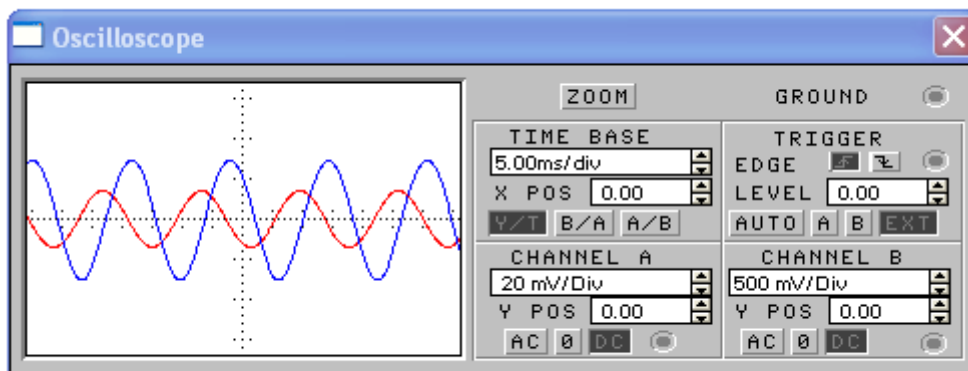 Oscilloscope
ZOOM GROUND
TIME BASE
5.00ms/div
X POS 0.00
Y/T B/A A/B
TRIGGER
EDGE
LEVEL 0.00
AUTO A B EXT
CHANNEL A
20 mV/Div
Y POS 0.00
AC 0 DC
CHANNEL B
500 mV/Div
Y POS 0.00
AC 0 DC